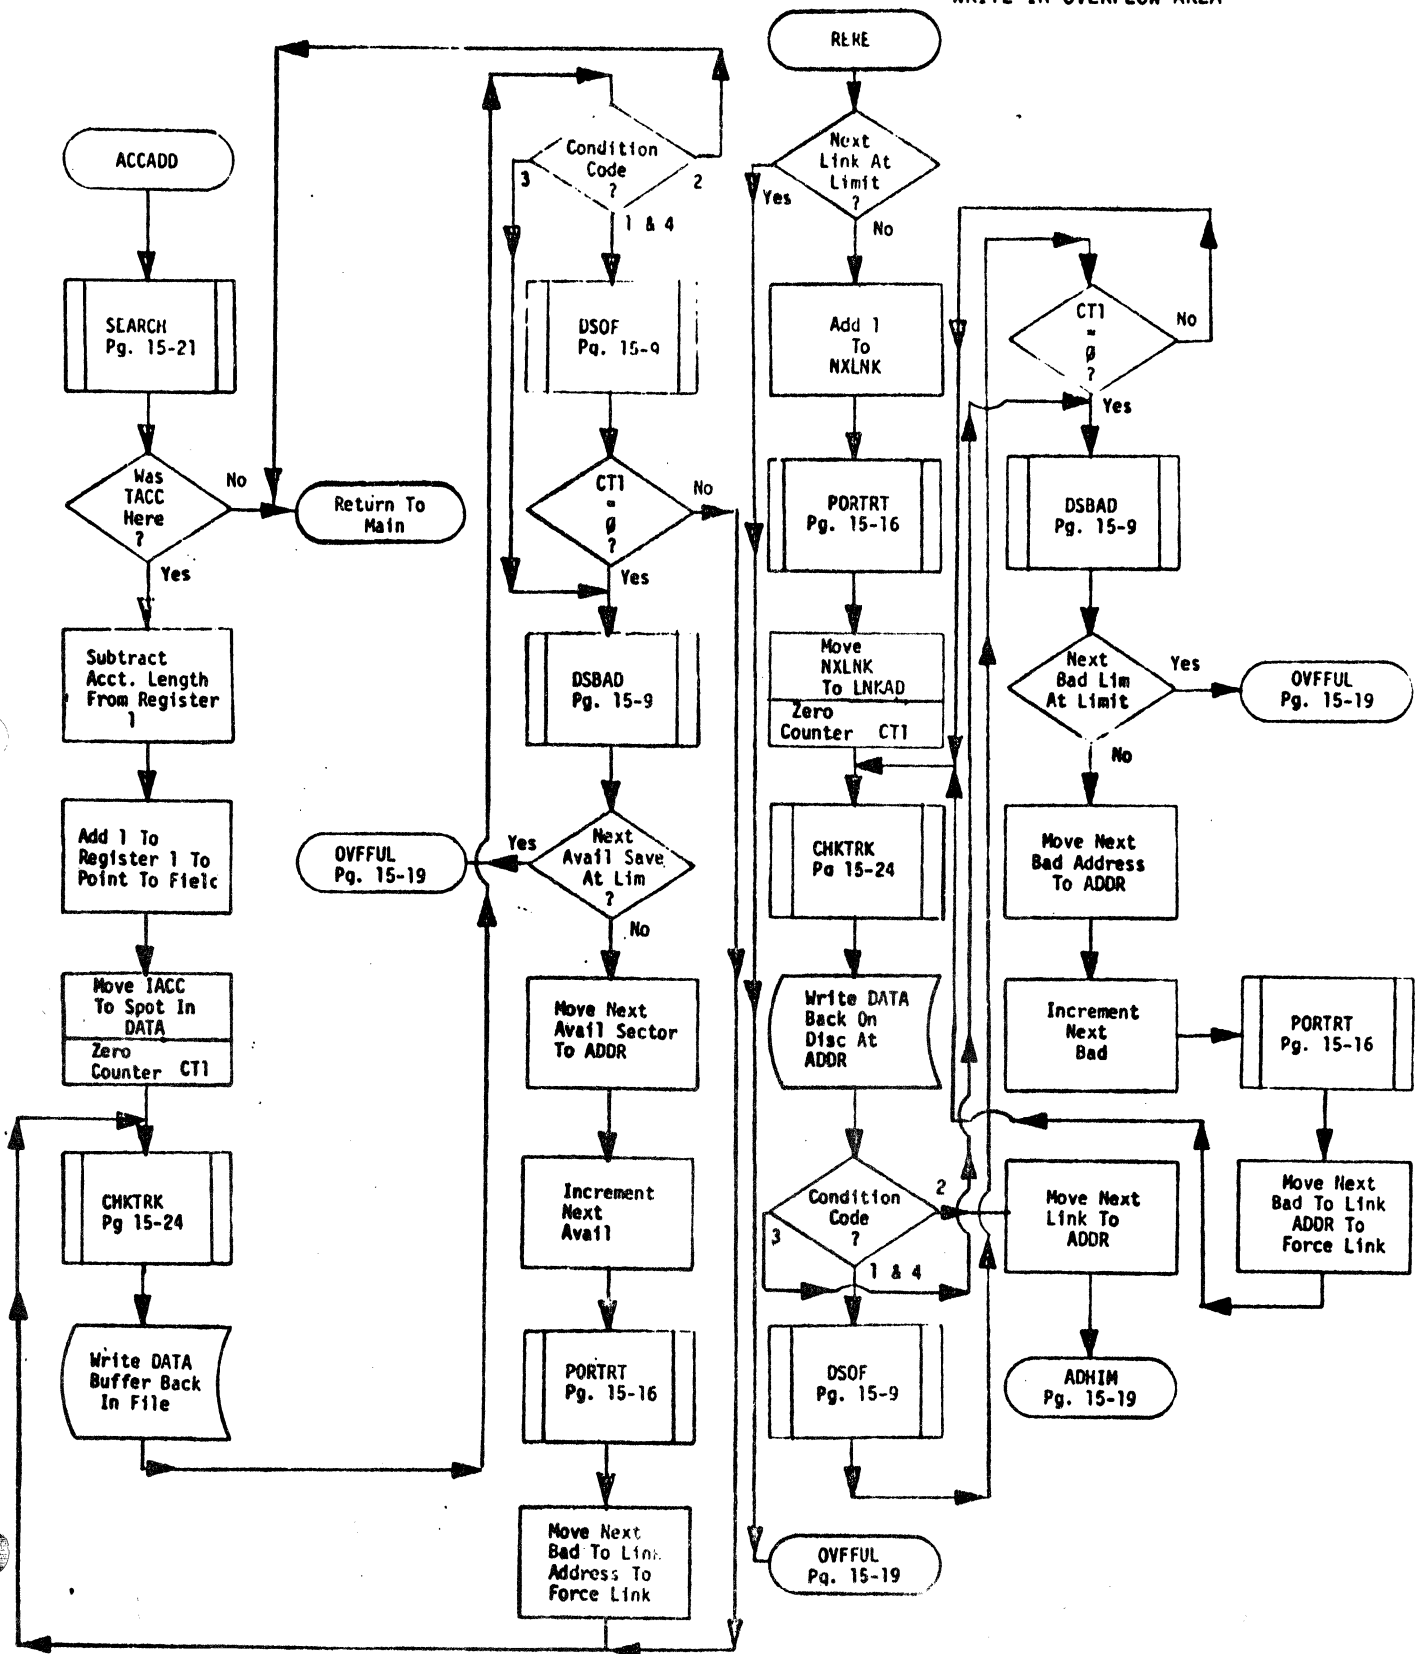 WRITE IN OVERFLOW AREA
ACCADD
SEARCH
Pg. 15-21
Was
TACC
Here
?
No
Yes
Return To
Main
Subtract
Acct. Length
From Register
1
Add 1 To
Register 1 To
Point To Field
Move IACC
To Spot In
DATA
Zero
Counter CT1
CHKTRK
Pg 15-24
Write DATA
Buffer Back
In File
Condition
Code
?
3
2
1 & 4
DSOF
Pg. 15-9
CT1
=
Ø
?
No
Yes
DSBAD
Pg. 15-9
Next
Avail Save
At Lim
?
Yes
No
OVFFUL
Pg. 15-19
Move Next
Avail Sector
To ADDR
Increment
Next
Avail
PORTRT
Pg. 15-16
Move Next
Bad To Link
Address To
Force Link
RERE
Next
Link At
Limit
?
Yes
No
Add 1
To
NXLNK
PORTRT
Pg. 15-16
Move
NXLNK
To LNKAD
Zero
Counter CT1
CHKTRK
Pg 15-24
Write DATA
Back On
Disc At
ADDR
Condition
Code
?
2
3
1 & 4
DSOF
Pg. 15-9
OVFFUL
Pg. 15-19
CT1
=
Ø
?
No
Yes
DSBAD
Pg. 15-9
Next
Bad Lim
At Limit
Yes
No
OVFFUL
Pg. 15-19
Move Next
Bad Address
To ADDR
Increment
Next
Bad
PORTRT
Pg. 15-16
Move Next
Bad To Link
ADDR To
Force Link
Move Next
Link To
ADDR
ADHIM
Pg. 15-19